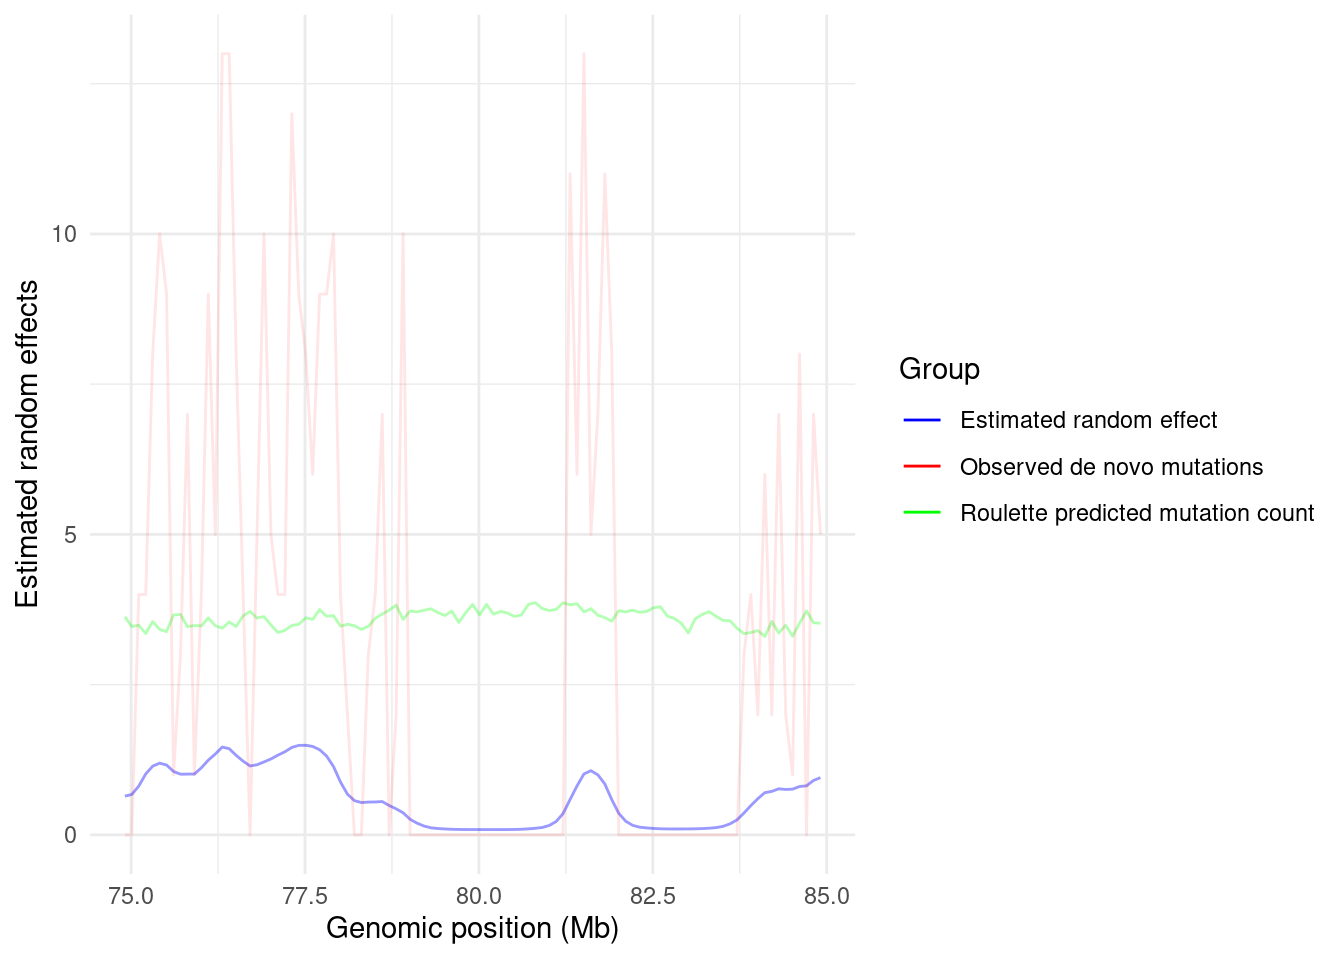 Estimated random effects
10
5
0
75.0
77.5
80.0
82.5
85.0
Genomic position (Mb)
Group
Estimated random effect
Observed de novo mutations
Roulette predicted mutation count